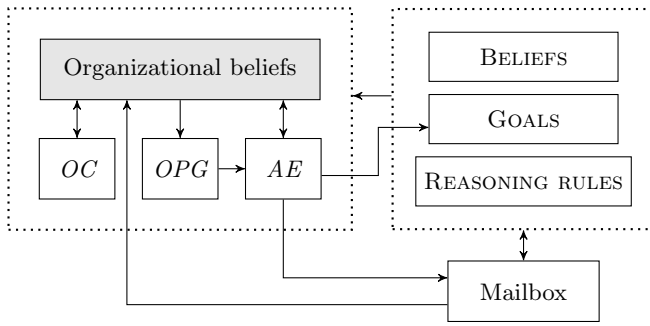 Organizational beliefs
OC
OPG
AE
BELIEFS
GOALS
REASONING RULES
Mailbox